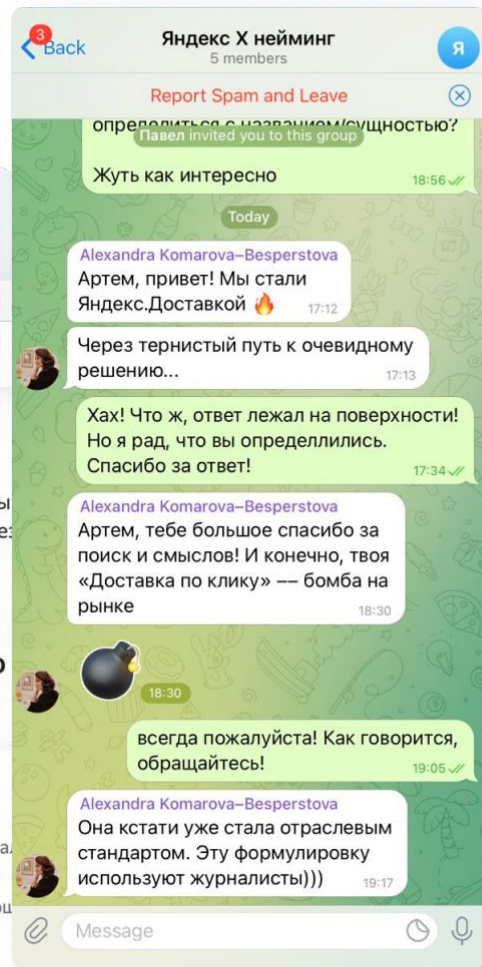 3
Back
Яндекс X нейминг
5 members
Я
Report Spam and Leave
определиться с названием/сущностью?
Павел invited you to this group
Жуть как интересно
18:56
Today
Alexandra Komarova–Besperstova
Артем, привет! Мы стали
Яндекс.Доставкой 🔥
17:12
Через тернистый путь к очевидному
решению...
17:13
Хах! Что ж, ответ лежал на поверхности!
Но я рад, что вы определлились.
Спасибо за ответ!
17:34
Alexandra Komarova–Besperstova
Артем, тебе большое спасибо за
поиск и смыслов! И конечно, твоя
«Доставка по клику» –– бомба на
рынке
18:30
18:30
всегда пожалуйста! Как говорится,
обращайтесь!
19:05
Alexandra Komarova–Besperstova
Она кстати уже стала отраслевым
стандартом. Эту формулировку
используют журналисты)))
19:17
Message